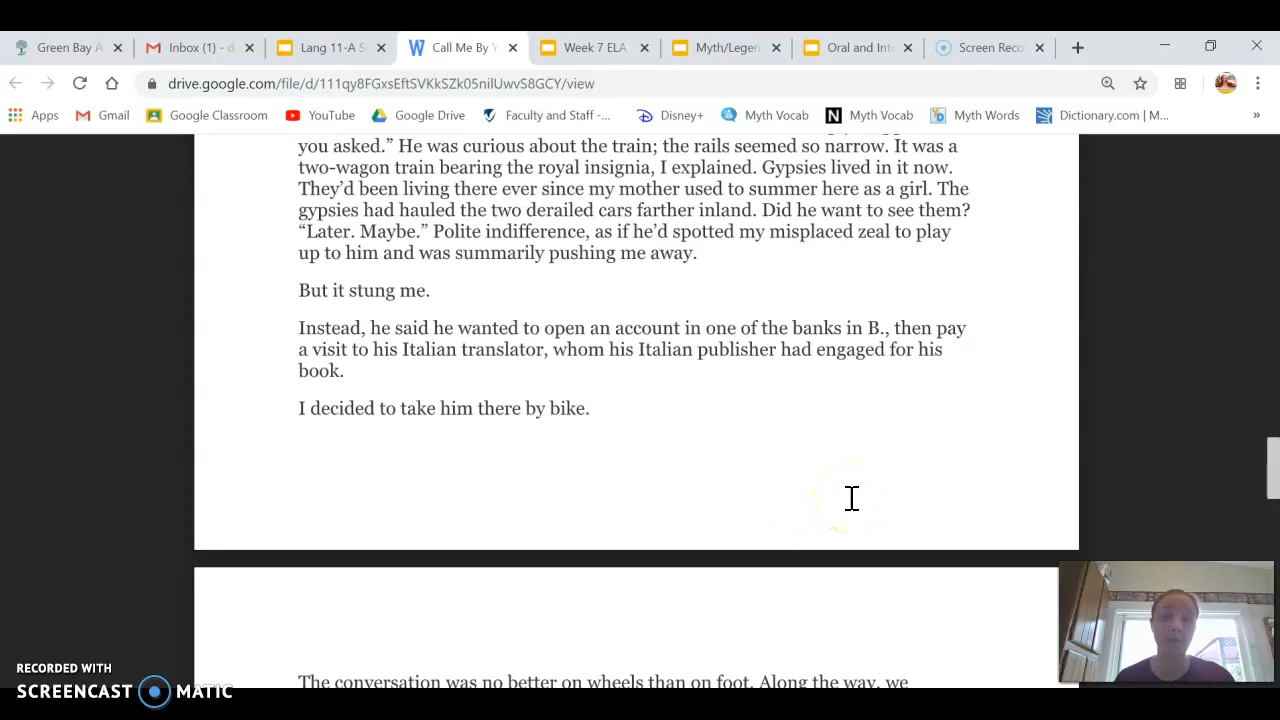 Green Bay A
Inbox (1) - d
Lang 11-A S
Call Me By Y
Week 7 ELA
Myth/Legen
Oral and Int
Screen Reco
drive.google.com/file/d/111qy8FGxsEftSVKkSZk05nilUwvS8GCY/view
Apps
Gmail
Google Classroom
YouTube
Google Drive
Faculty and Staff -...
Disney+
Myth Vocab
Myth Vocab
Myth Words
Dictionary.com | M...
»
you asked.” He was curious about the train; the rails seemed so narrow. It was a
two-wagon train bearing the royal insignia, I explained. Gypsies lived in it now.
They’d been living there ever since my mother used to summer here as a girl. The
gypsies had hauled the two derailed cars farther inland. Did he want to see them?
“Later. Maybe.” Polite indifference, as if he’d spotted my misplaced zeal to play
up to him and was summarily pushing me away.
But it stung me.
Instead, he said he wanted to open an account in one of the banks in B., then pay
a visit to his Italian translator, whom his Italian publisher had engaged for his
book.
I decided to take him there by bike.
The conversation was no better on wheels than on foot. Along the way, we
RECORDED WITH
SCREENCAST MATIC